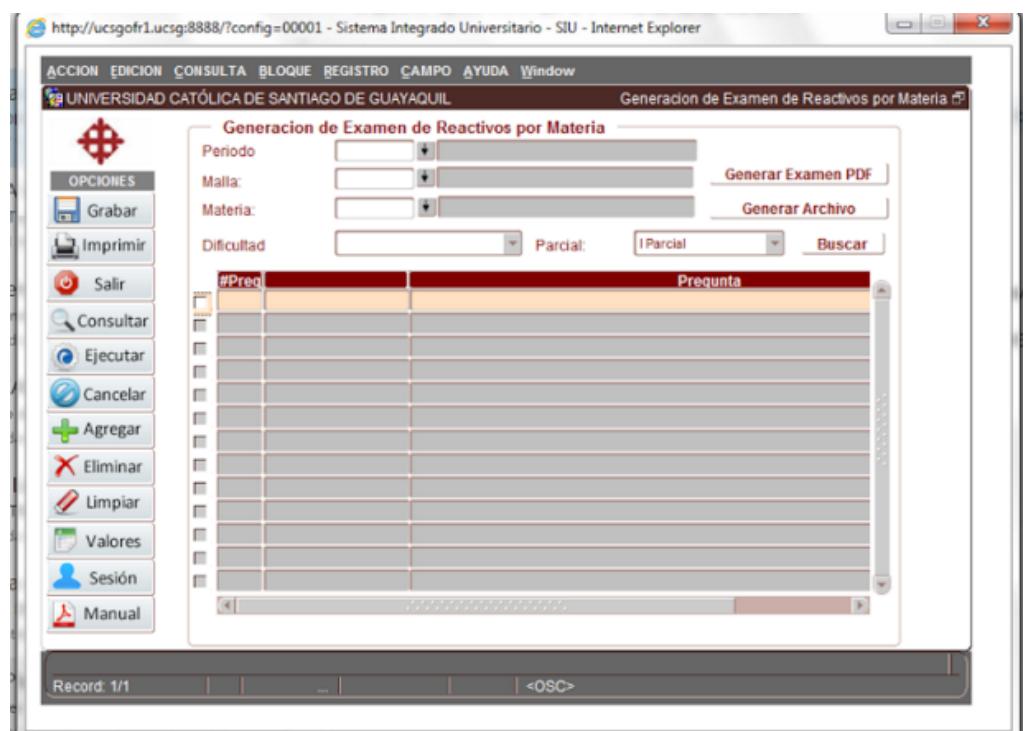 http://ucsgofr1.ucsg:8888/?config=00001 - Sistema Integrado Universitario - SIU - Internet Explorer
ACCION EDICION CONSULTA BLOQUE REGISTRO CAMPO AYUDA Window
UNIVERSIDAD CATÓLICA DE SANTIAGO DE GUAYAQUIL Generacion de Examen de Reactivos por Materia
Generacion de Examen de Reactivos por Materia
Periodo
OPCIONES Malla: Generar Examen PDF
Grabar Materia: Generar Archivo
Imprimir Dificultad Parcial: I Parcial Buscar
Salir #Preg Pregunta
Consultar
Ejecutar
Cancelar
Agregar
Eliminar
Limpiar
Valores
Sesión
Manual
Record: 1/1 ... <OSC>